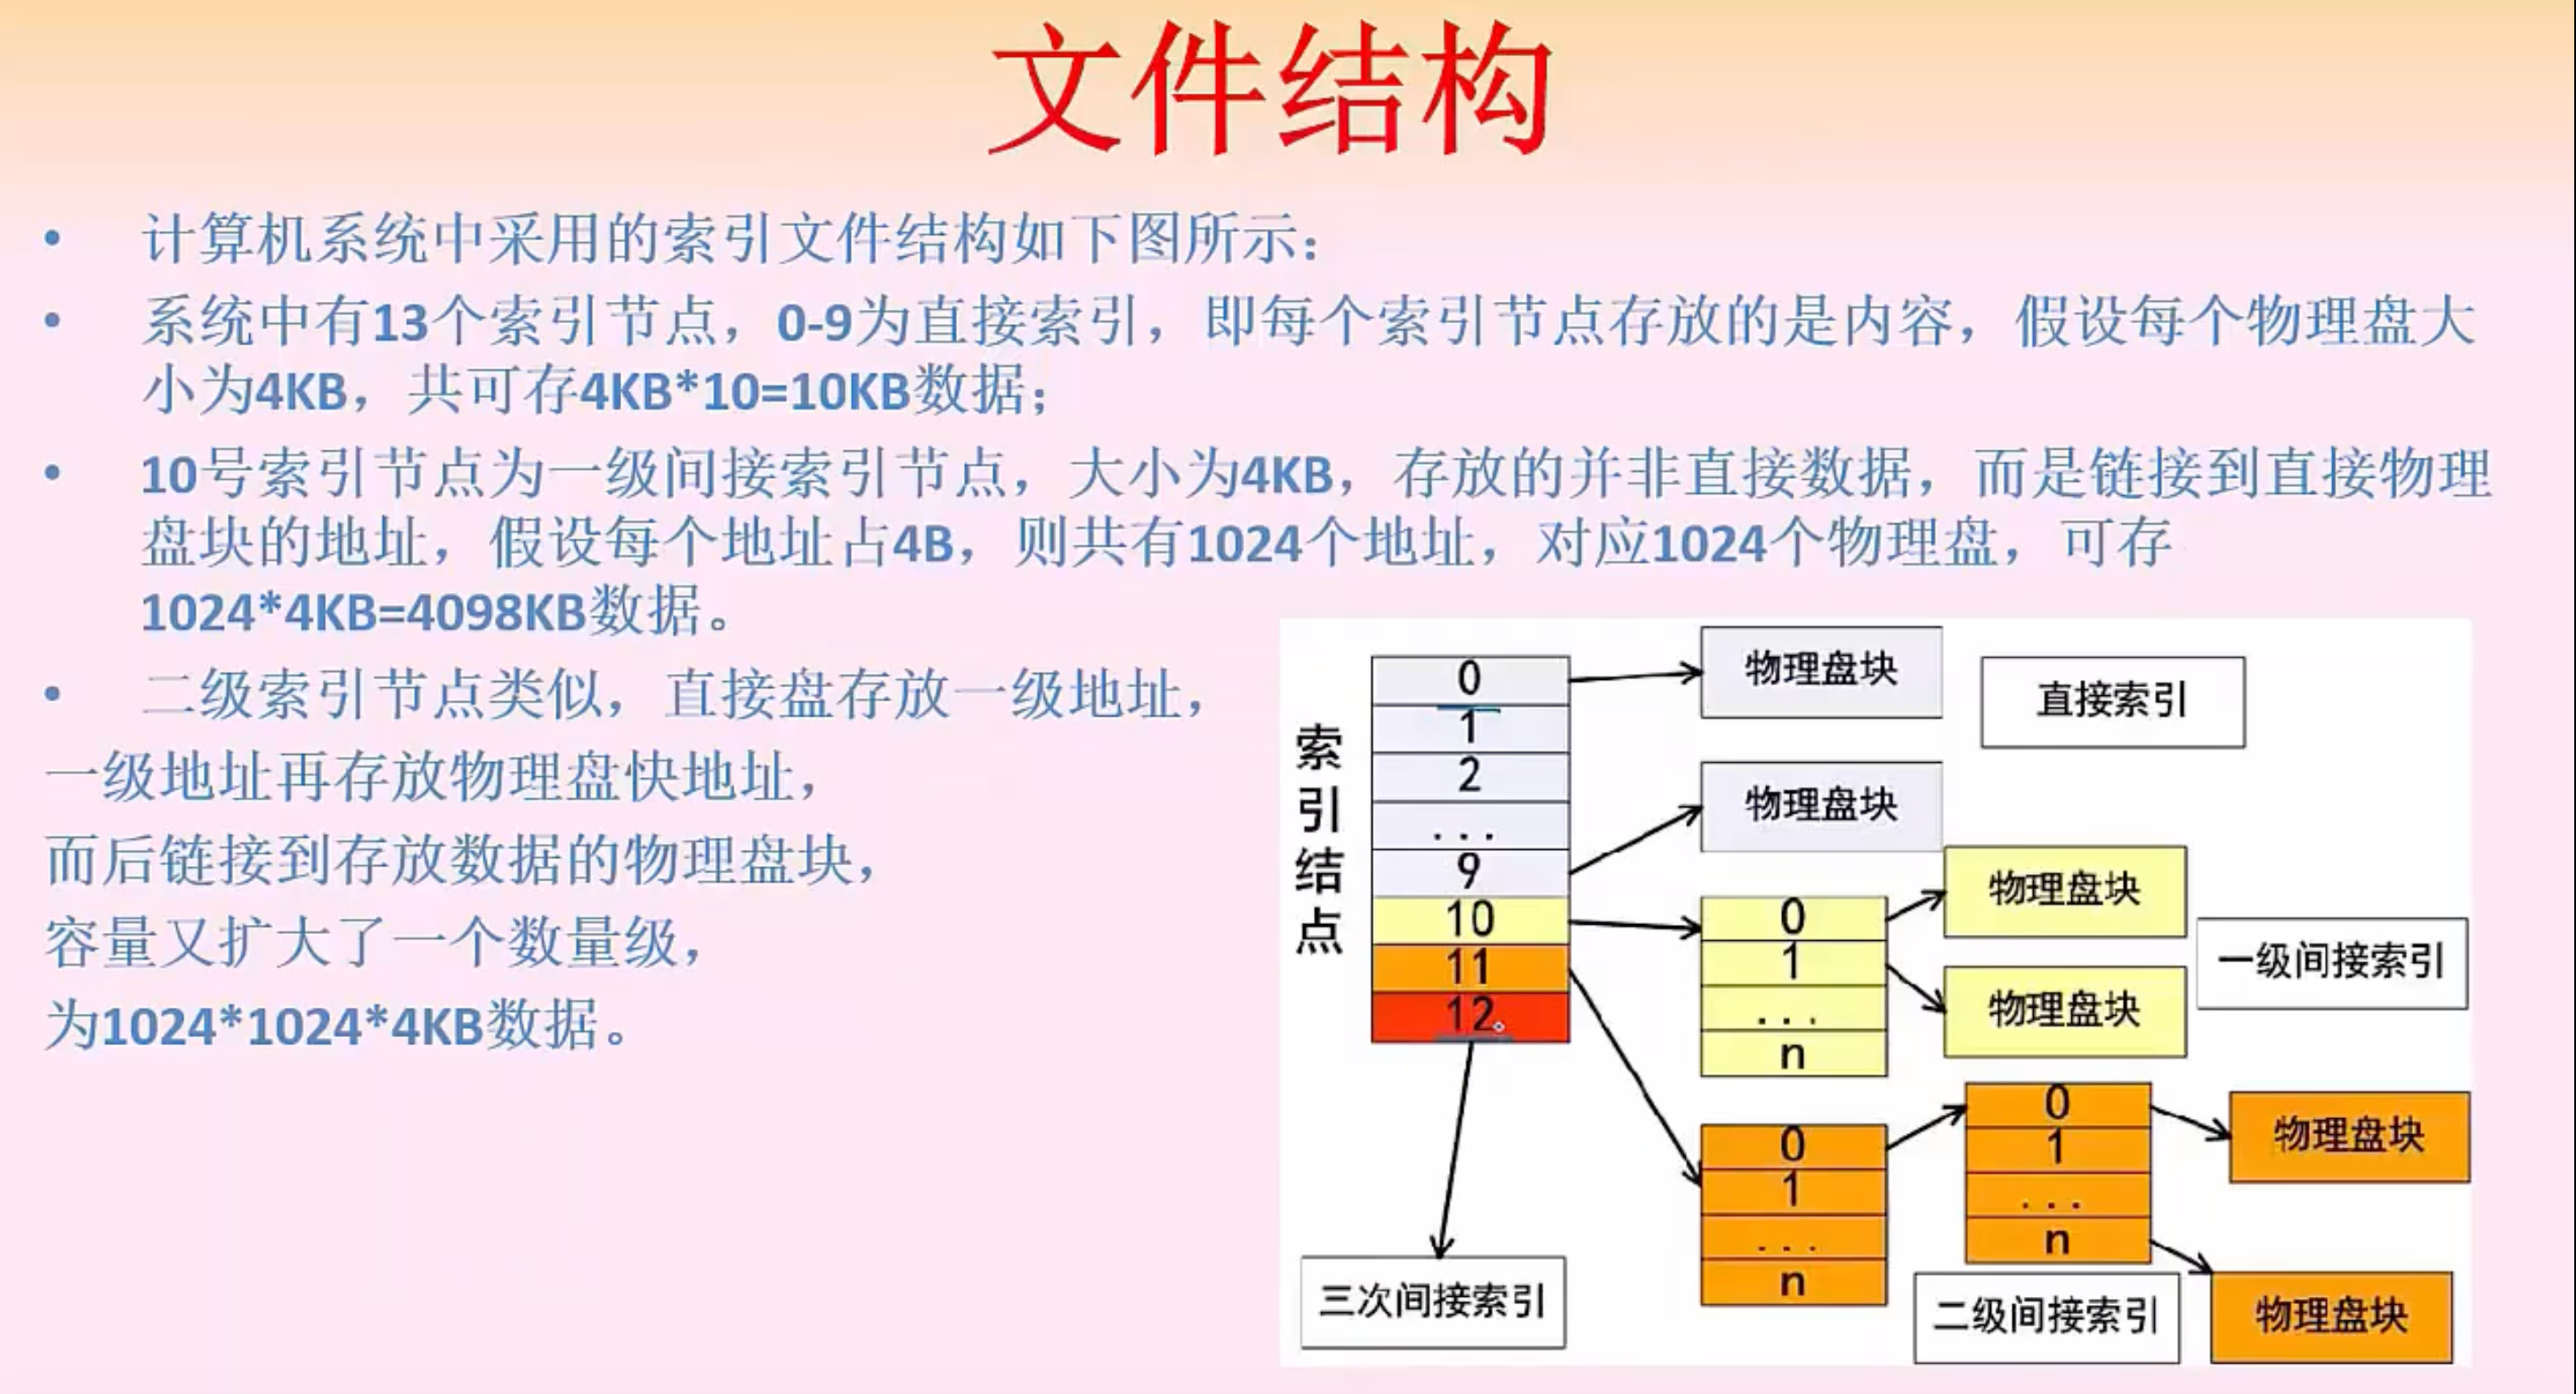 文件结构
• 计算机系统中采用的索引文件结构如下图所示：
• 系统中有13个索引节点，0-9为直接索引，即每个索引节点存放的是内容，假设每个物理盘大
小为4KB，共可存4KB*10=10KB数据；
• 10号索引节点为一级间接索引节点，大小为4KB，存放的并非直接数据，而是链接到直接物理
盘块的地址，假设每个地址占4B，则共有1024个地址，对应1024个物理盘，可存
1024*4KB=4098KB数据。
• 二级索引节点类似，直接盘存放一级地址，
一级地址再存放物理盘快地址，
而后链接到存放数据的物理盘块，
容量又扩大了一个数量级，
为1024*1024*4KB数据。
索引结点
0
1
2
...
9
10
11
12
物理盘块
直接索引
物理盘块
0
1
...
n
物理盘块
物理盘块
一级间接索引
0
1
...
n
0
1
...
n
物理盘块
物理盘块
二级间接索引
三次间接索引